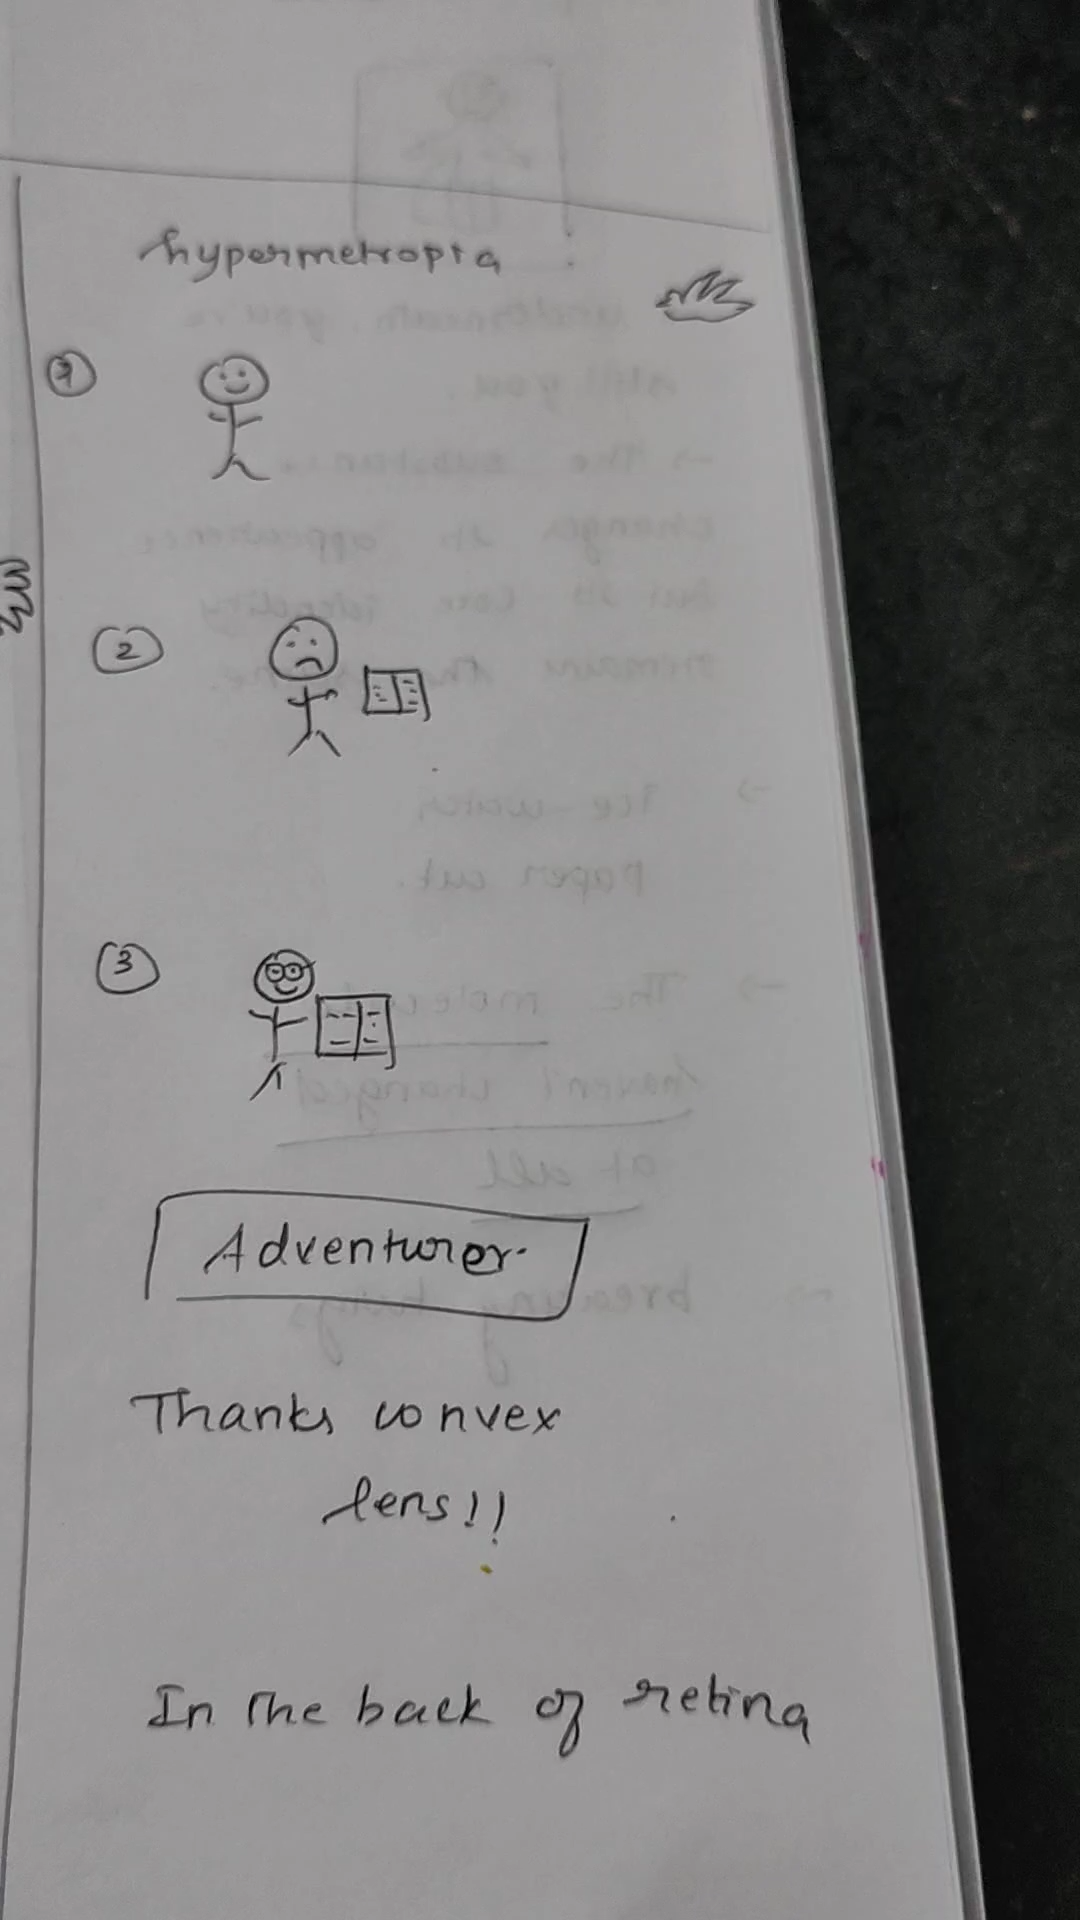 hypermetropia
1
2
3
Adventurer.
Thanks convex
lens!!
In the back of retina